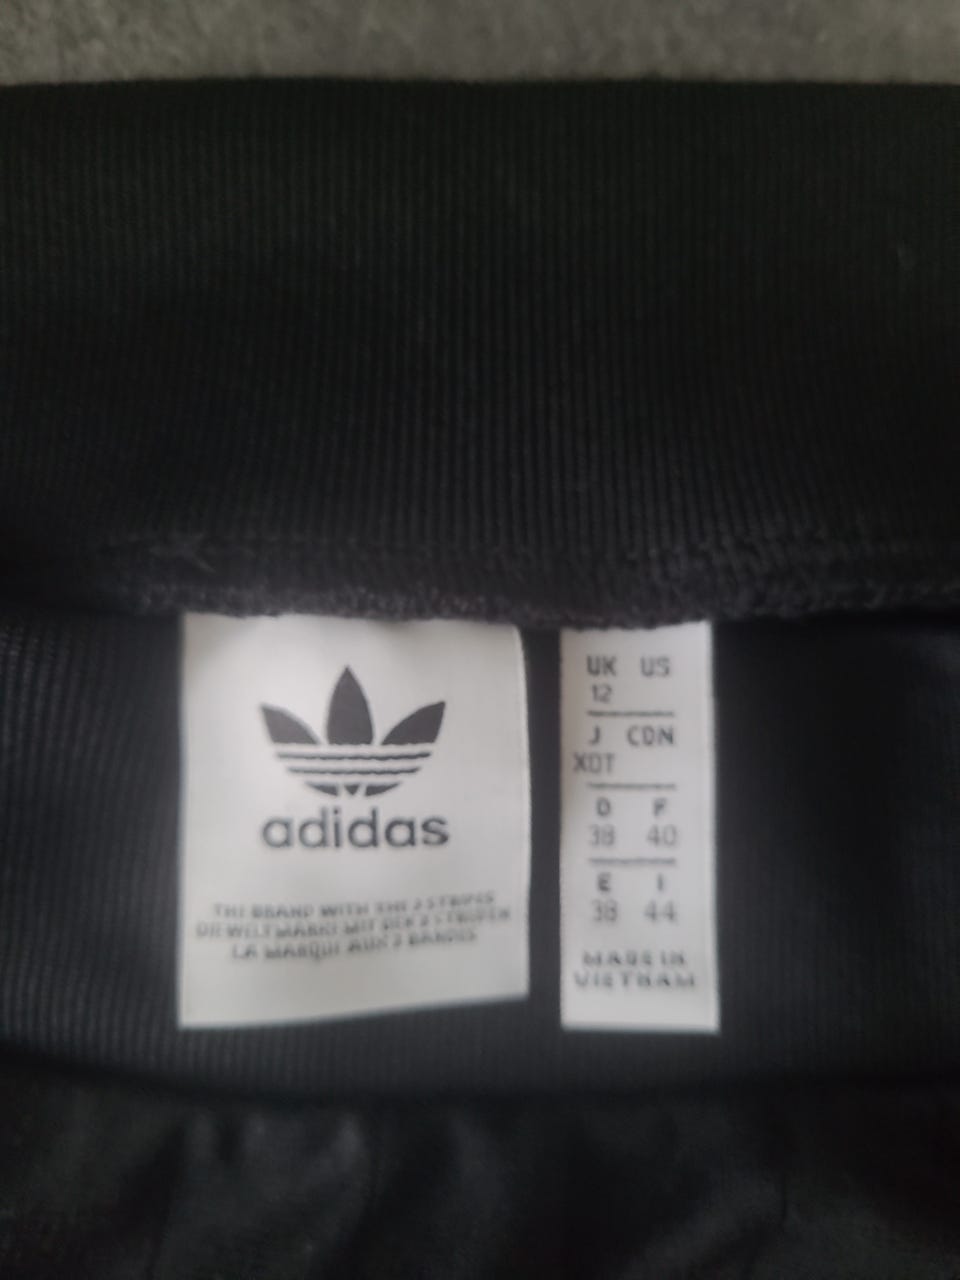 adidas
THE BRAND WITH THE 3 STRIPES
DIE WELTMARKE MIT DEN 3 STREIFEN
LA MARQUE AUX 3 BANDES
UK US
12
J CDN
XOT
D F
38 40
E I
38 44
MADE IN
VIETNAM